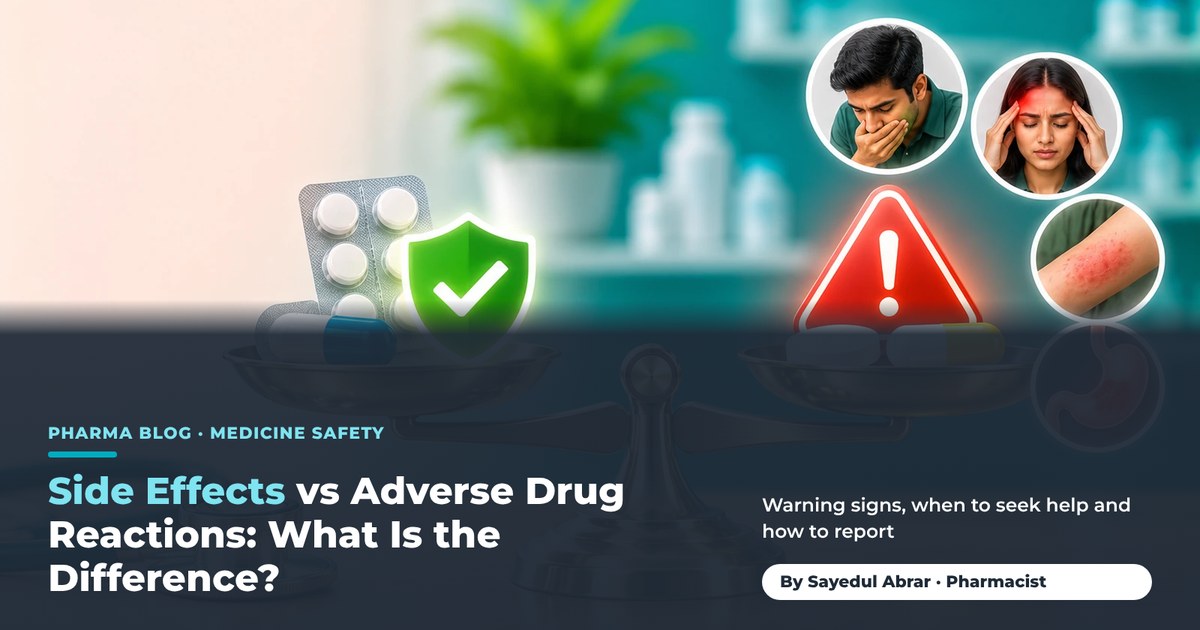 PHARMA BLOG · MEDICINE SAFETY
Side Effects vs Adverse Drug
Reactions: What Is the
Difference?
Warning signs, when to seek help and
how to report
By Sayedul Abrar · Pharmacist